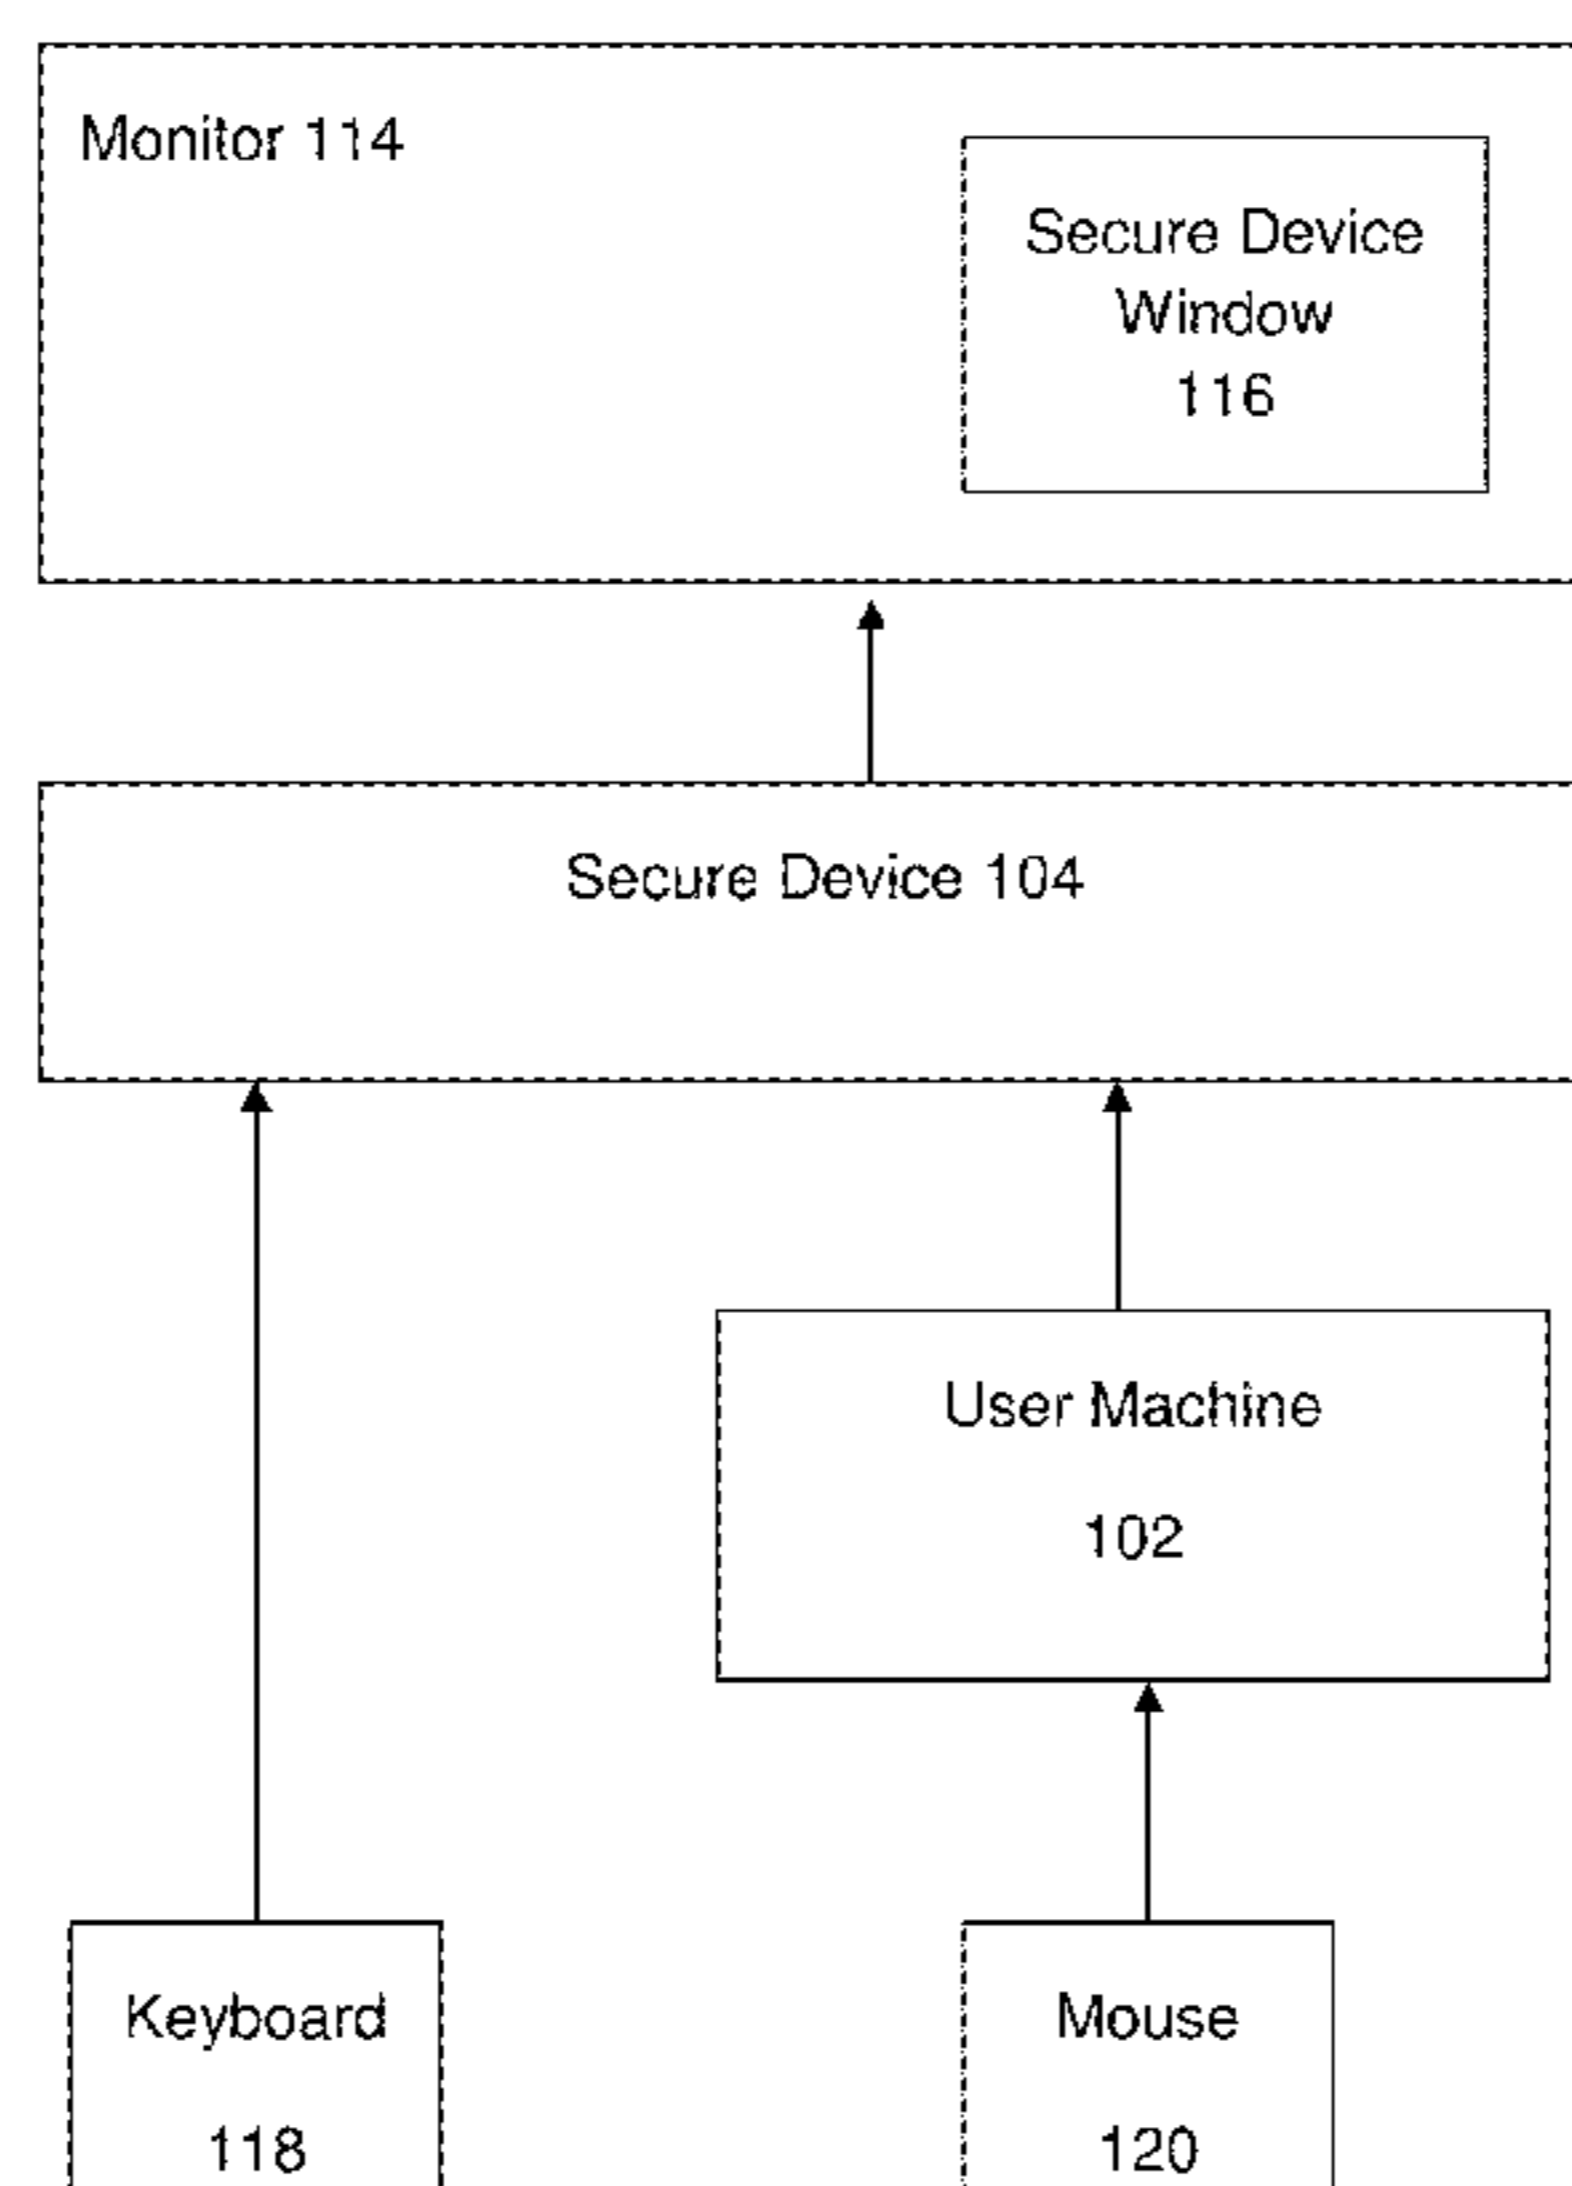 Monitor 114
Secure Device
Window
116
Secure Device 104
User Machine
102
Keyboard
118
Mouse
120